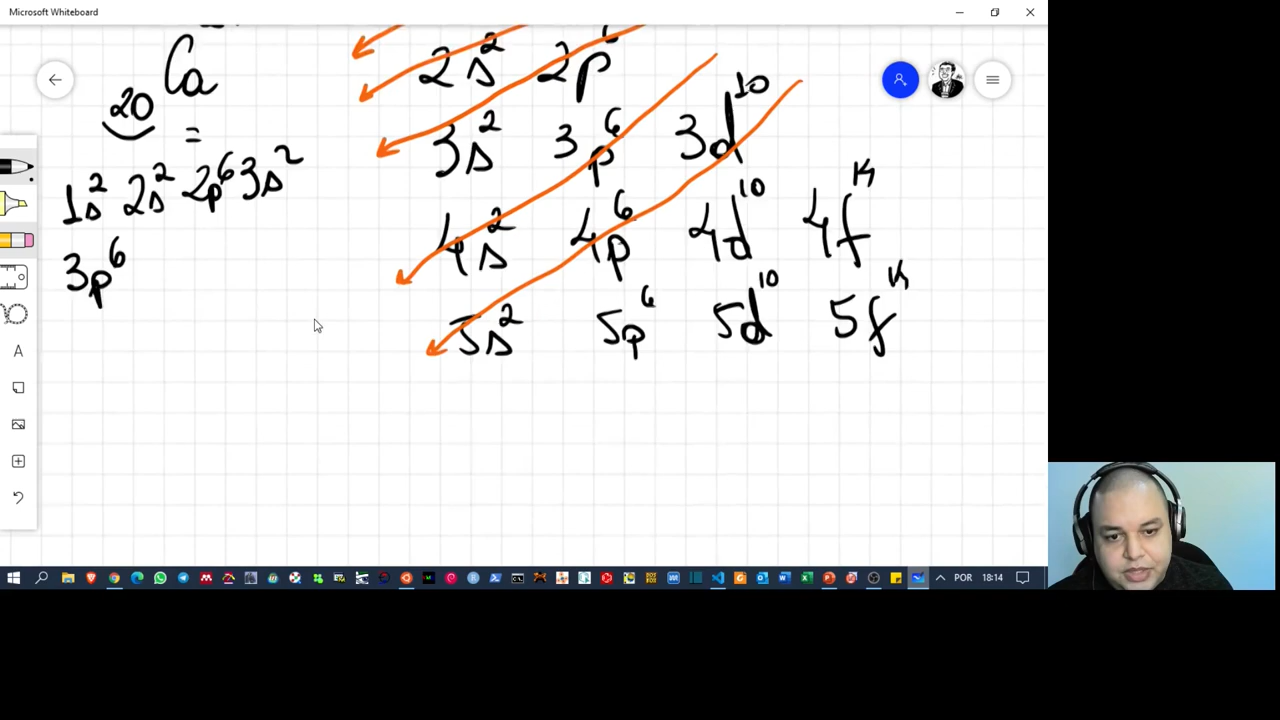 Microsoft Whiteboard
Ca
20
=
1s² 2s² 2p⁶ 3s²
3p⁶
2s² 2p⁶
3s² 3p⁶ 3d¹⁰
4s² 4p⁶ 4d¹⁰ 4f¹⁴
5s² 5p⁶ 5d¹⁰ 5f¹⁴
A
POR 18:14